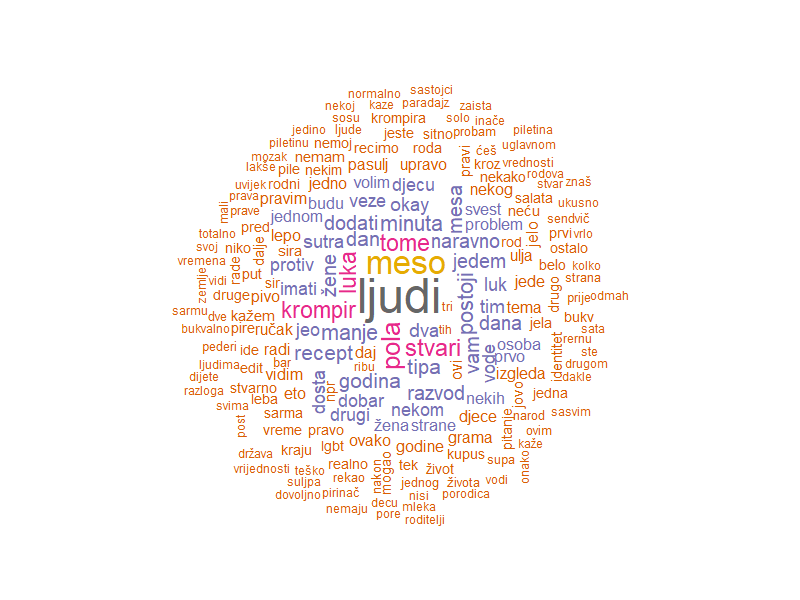 normalno sastojci
nekoj kaze paradajz zaista
sosu krompira solo inače
jedino ljude jeste sitno probam piletina
piletinu nemoj recimo roda pravi ćeš uglavnom
mozak nemam pasulj upravo kroz vrednosti
lakše pile nekim nekako rodova
uvijek rodni jedno volim djecu mesa nekog stvar znaš
mali prava pravim budu veze okay svest salata ukusno
prave jednom dodati minuta neću sendvič
totalno pred lepo sutra dan tome naravno problem jelo prvi vrlo
svoj niko dalje sira žene luka meso rod ulja ostalo
vremena rade protiv jedem belo kolko
zemlje vidi put sir imati ljudi postoji luk jede drugo strana
druge pivo prije odmah
sarmu dve kažem krompir tri tim tema bukv
bukvalno pire ručak jeo manje pola dva tih dana jela sata
pederi ide radi recept stvari vam osoba identitet rernu
ljudima edit bar daj vode prvo ste
dijete vidim ribu tipa ovi izgleda drugom
razloga stvarno leba eto dosta npr godina razvod nekih jovo jedna dakle
svima sarma drugi dobar nekom djece narod sasvim
post vreme pravo žena strane pitanje ovim
država kraju lgbt ovako godine grama kaže
vrijednosti teško realno nakon mogao tek život kupus supa onako
suljpa rekao jednog života vodi
dovoljno pirinač decu nisi porodica
nemaju pore mleka
roditelji